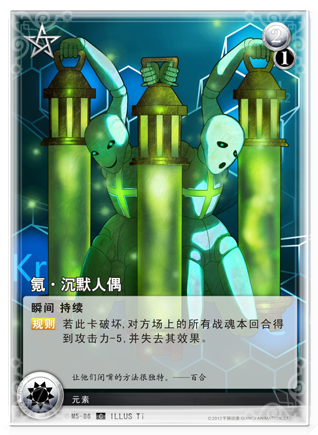 2
1
Kr
氪·沉默人偶
瞬间 持续
规则 若此卡破坏,对方场上的所有战魂本回合得
到攻击力-5,并失去其效果。
让他们闭嘴的方法很独特。——百合
元素
MS-06 C ILLUS Ti